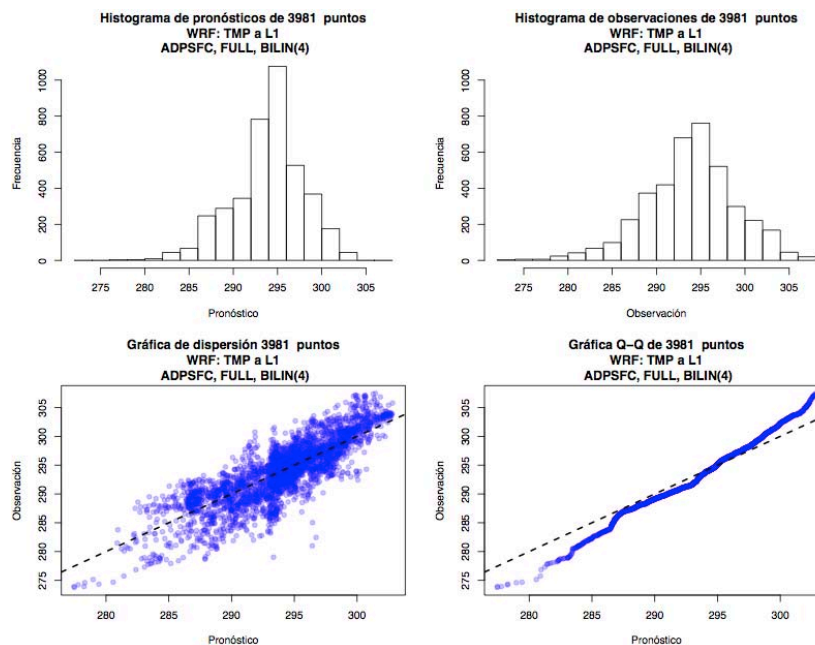 Histograma de pronósticos de 3981 puntos
WRF: TMP a L1
ADPSFC, FULL, BILIN(4)
Frecuencia
0 200 400 600 800 1000
275 280 285 290 295 300 305
Pronóstico
Histograma de observaciones de 3981 puntos
WRF: TMP a L1
ADPSFC, FULL, BILIN(4)
Frecuencia
0 200 400 600 800 1000
275 280 285 290 295 300 305
Observación
Gráfica de dispersión 3981 puntos
WRF: TMP a L1
ADPSFC, FULL, BILIN(4)
Observación
275 280 285 290 295 300 305
280 285 290 295 300
Pronóstico
Gráfica Q−Q de 3981 puntos
WRF: TMP a L1
ADPSFC, FULL, BILIN(4)
Observación
275 280 285 290 295 300 305
280 285 290 295 300
Pronóstico